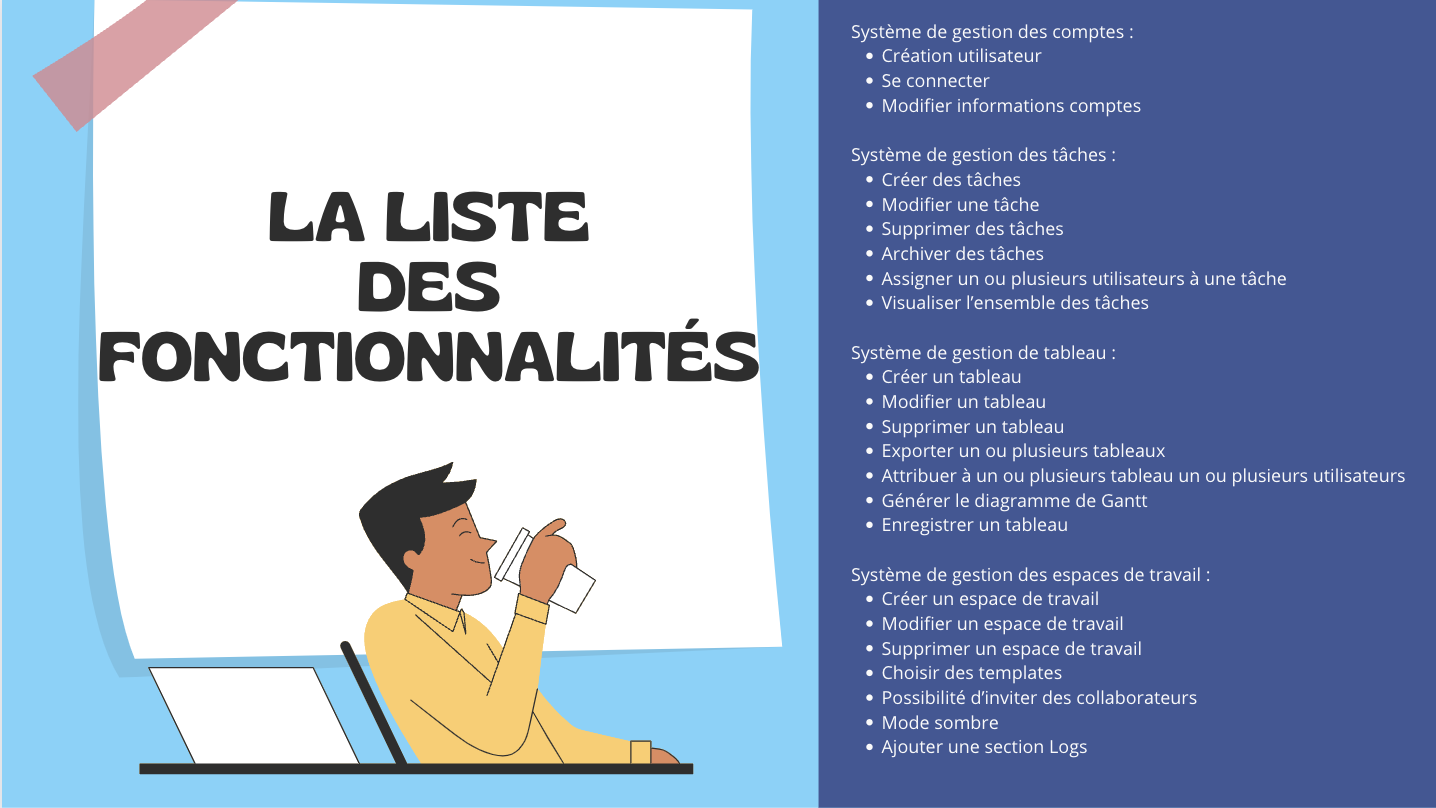 LA LISTE
DES
FONCTIONNALITÉS
Système de gestion des comptes :
• Création utilisateur
• Se connecter
• Modifier informations comptes
Système de gestion des tâches :
• Créer des tâches
• Modifier une tâche
• Supprimer des tâches
• Archiver des tâches
• Assigner un ou plusieurs utilisateurs à une tâche
• Visualiser l’ensemble des tâches
Système de gestion de tableau :
• Créer un tableau
• Modifier un tableau
• Supprimer un tableau
• Exporter un ou plusieurs tableaux
• Attribuer à un ou plusieurs tableau un ou plusieurs utilisateurs
• Générer le diagramme de Gantt
• Enregistrer un tableau
Système de gestion des espaces de travail :
• Créer un espace de travail
• Modifier un espace de travail
• Supprimer un espace de travail
• Choisir des templates
• Possibilité d’inviter des collaborateurs
• Mode sombre
• Ajouter une section Logs